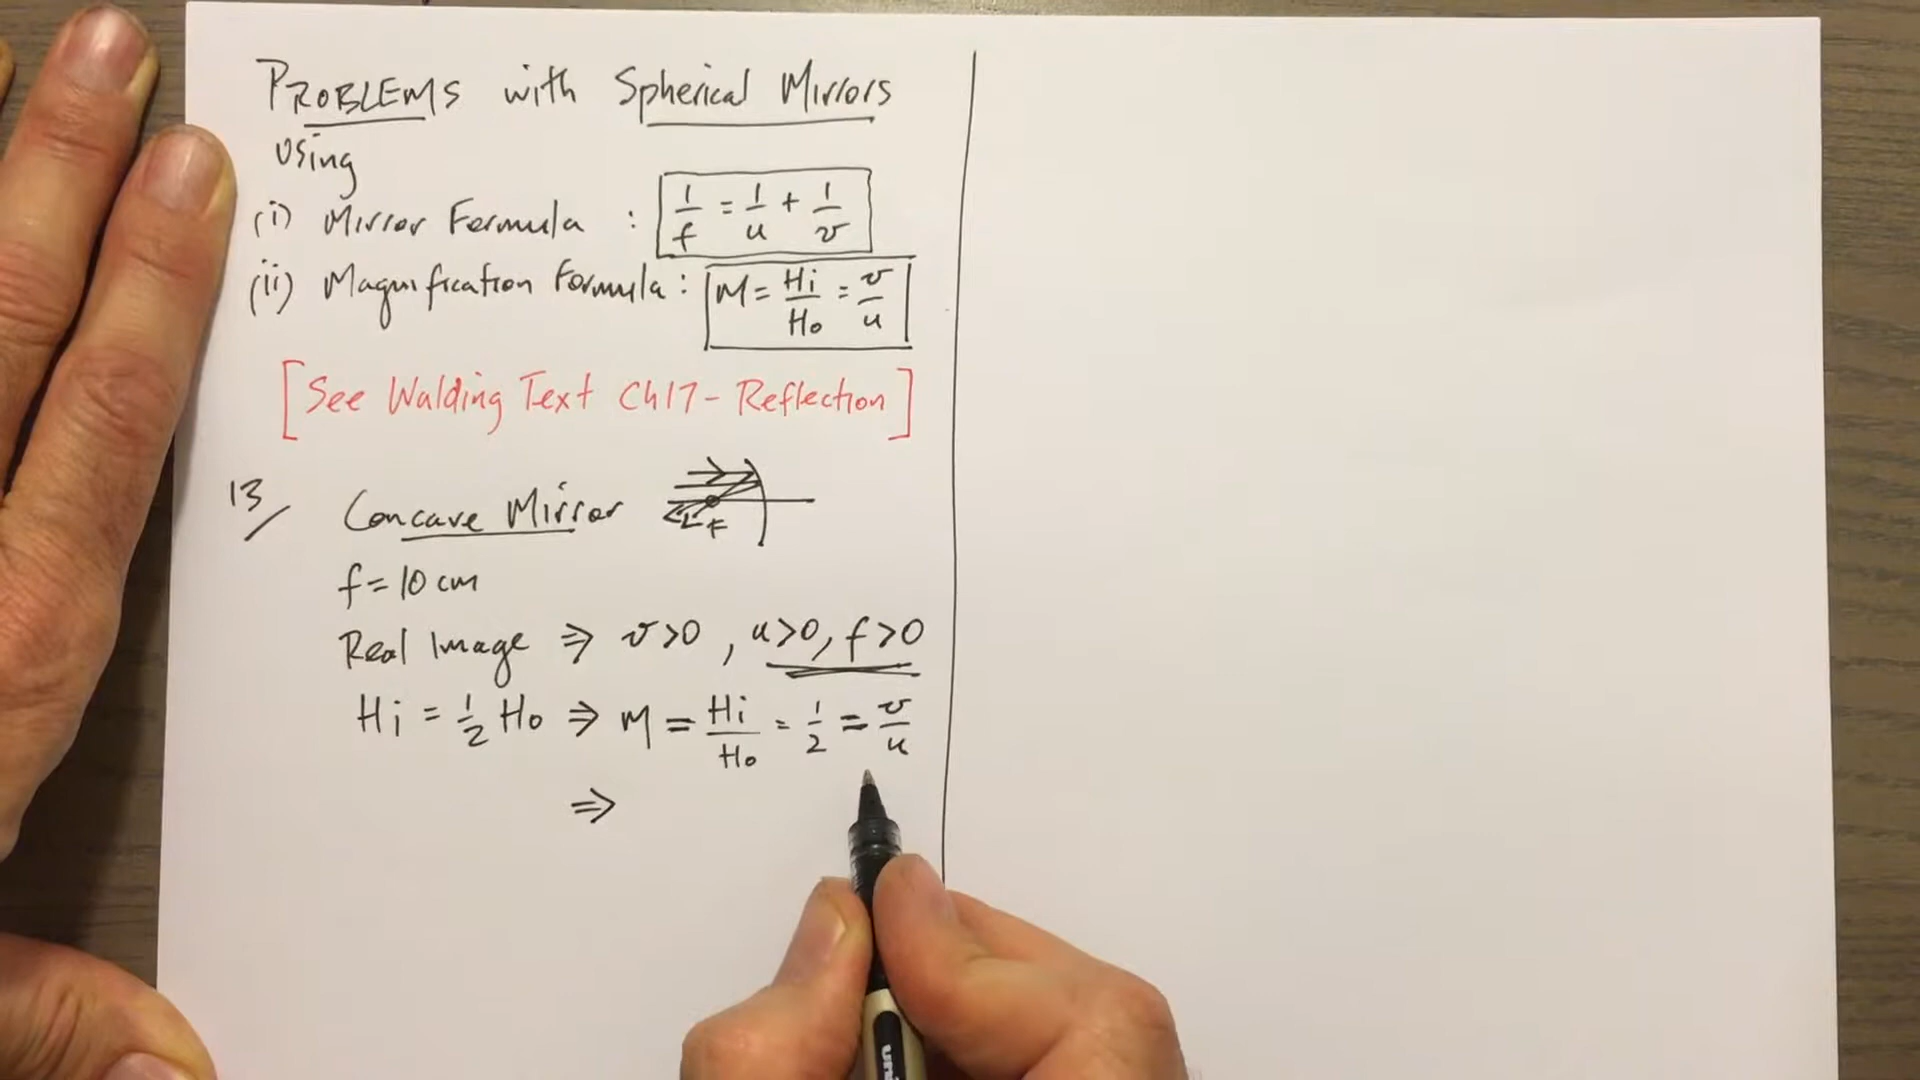 PROBLEMS with Spherical Mirrors
using
(i) Mirror Formula : 1/f = 1/u + 1/v
(ii) Magnification Formula : M = Hi/Ho = v/u
[See Walding Text Ch17 - Reflection]
13/ Concave Mirror
F
f = 10 cm
Real Image ⇒ v>0, u>0, f>0
Hi = 1/2 Ho ⇒ M = Hi/Ho = 1/2 = v/u
⇒
uni